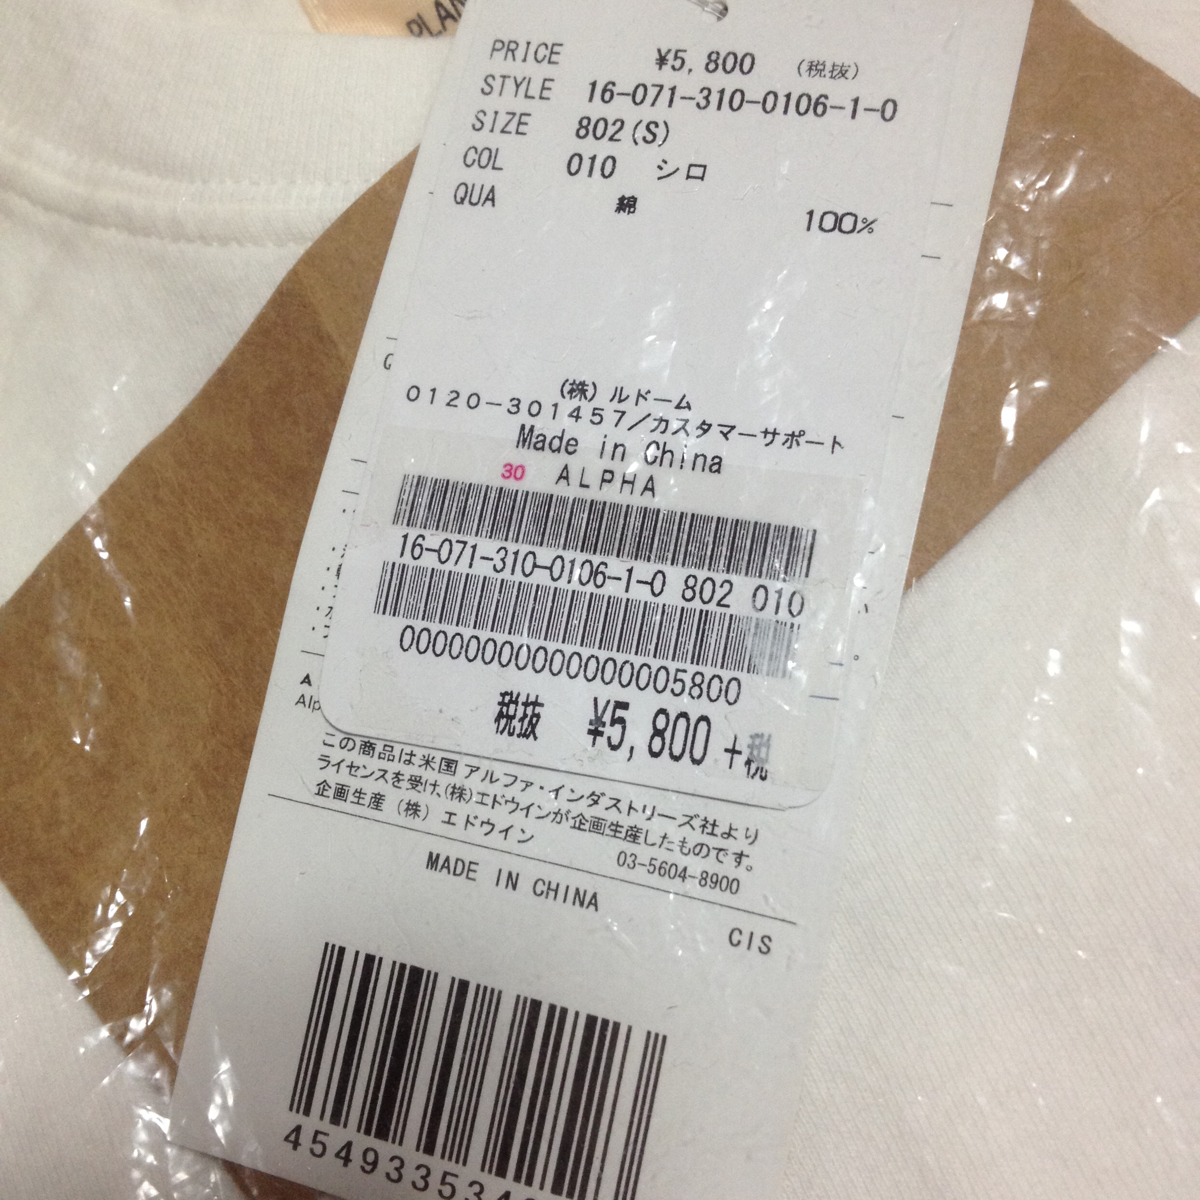 PLAN
PRICE ¥5,800 (税抜)
STYLE 16-071-310-0106-1-0
SIZE 802(S)
COL 010 シロ
QUA 綿 100%
(株)ルドーム
0120-301457/カスタマーサポート
Made in China
30 ALPHA
16-071-310-0106-1-0 802 010
0000000000000005800
税抜 ¥5,800 +税
この商品は米国アルファ・インダストリーズ社より
ライセンスを受け、(株)エドウインが企画生産したものです。
企画生産(株)エドウイン
03-5604-8900
MADE IN CHINA
CIS
454933534